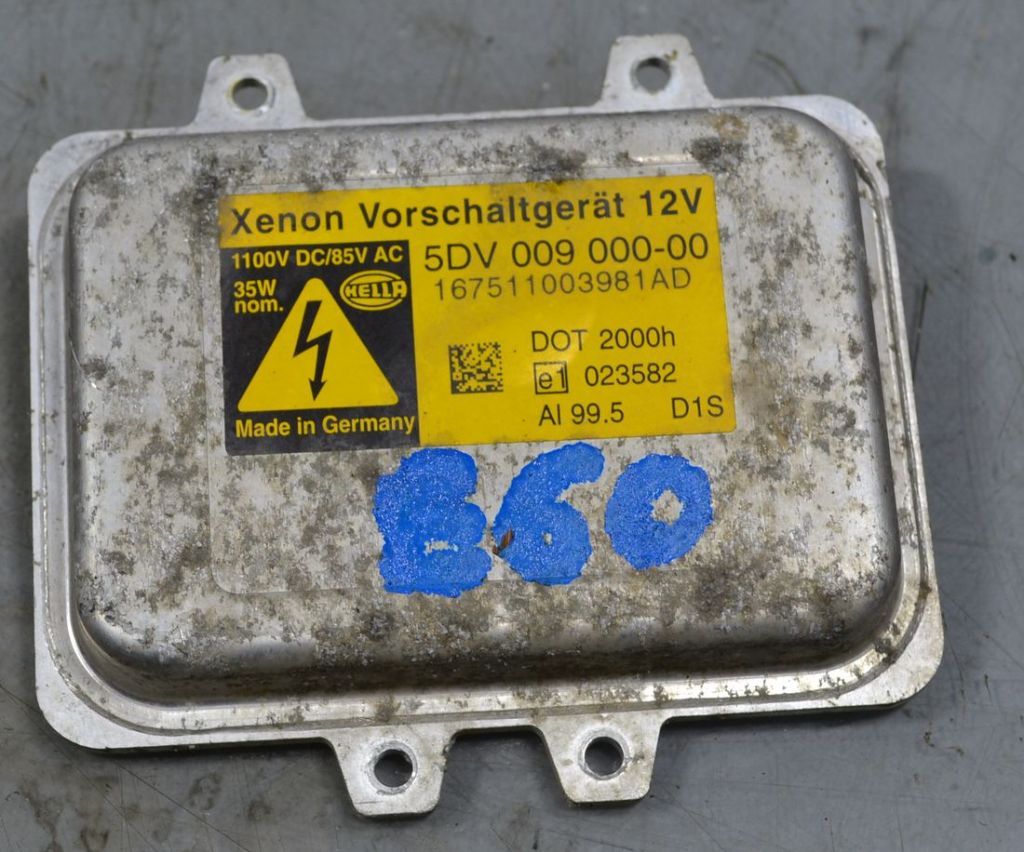 Xenon Vorschaltgerät 12V
1100V DC/85V AC
35W
nom.
HELLA
Made in Germany
5DV 009 000-00
167511003981AD
DOT 2000h
e1 023582
Al 99.5 D1S
E60